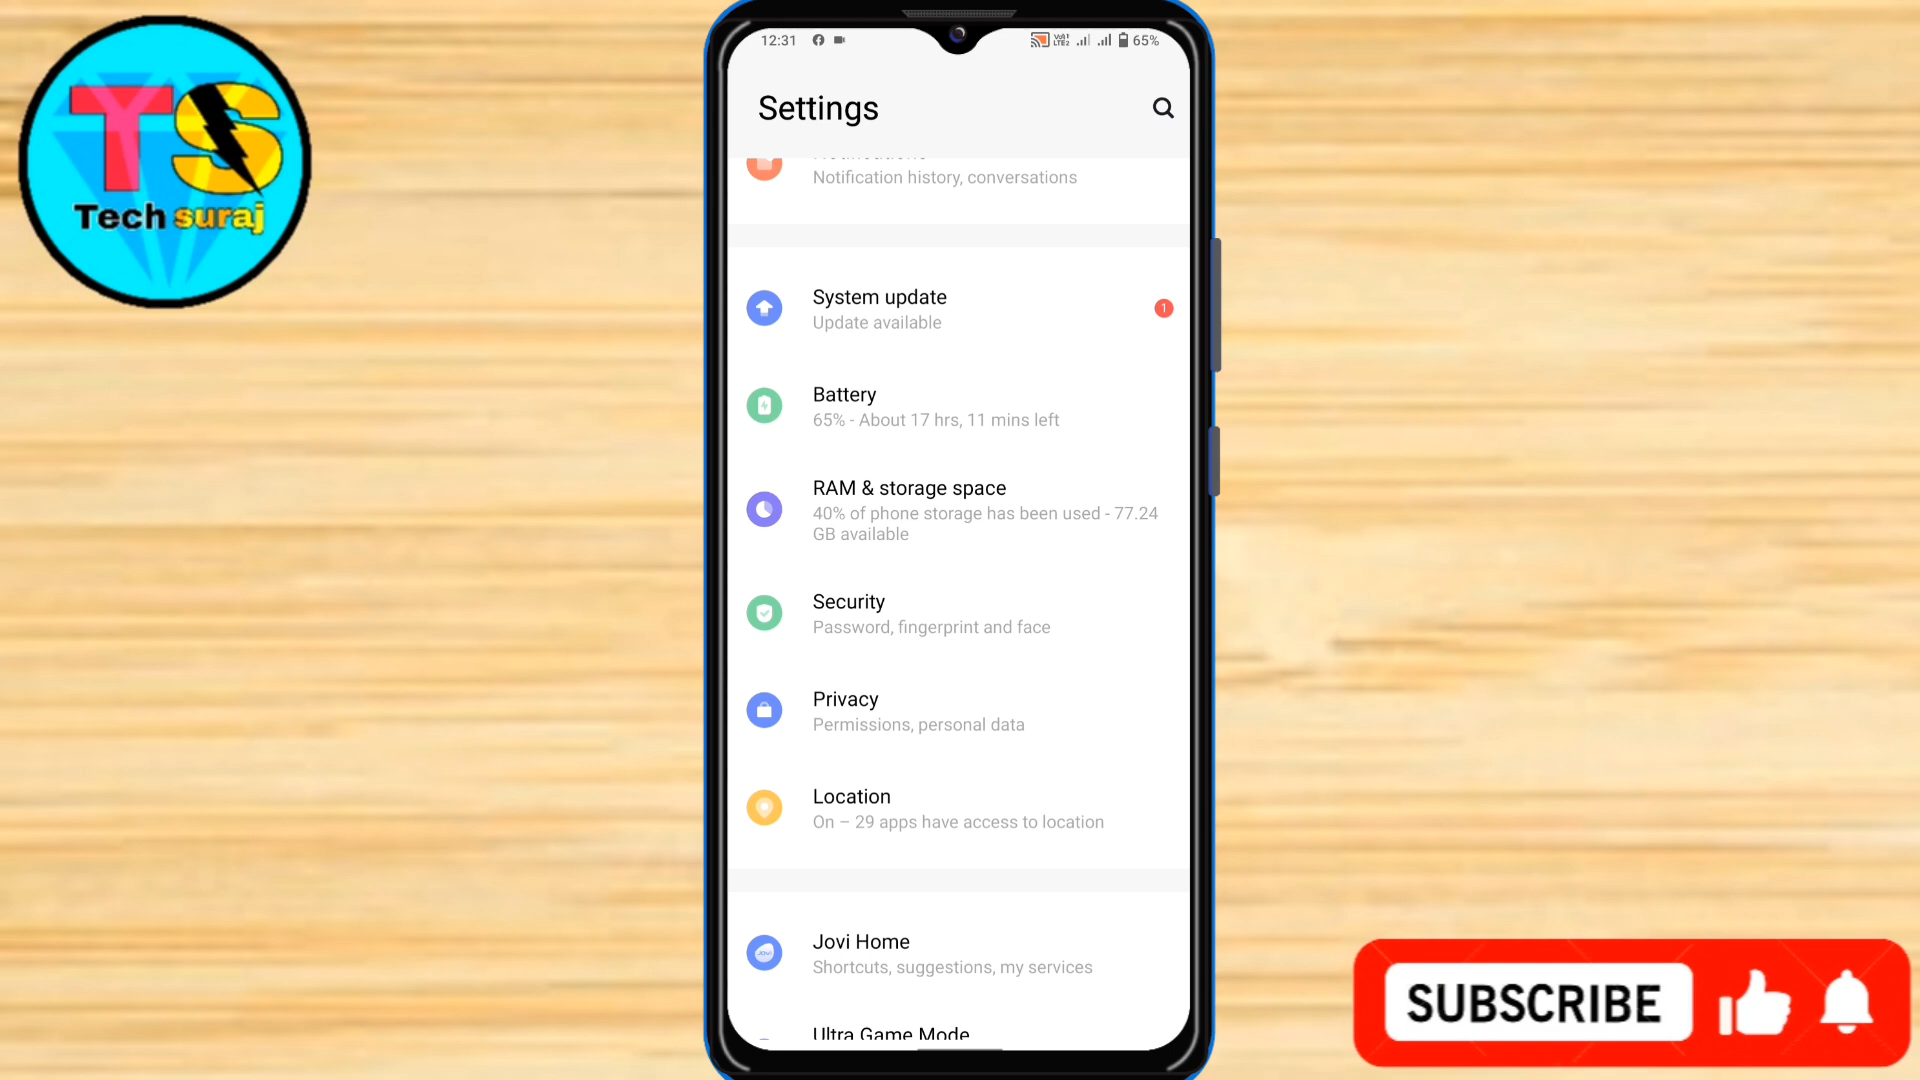 TS
Tech suraj
12:31
65%
Settings
Notification history, conversations
System update
Update available
1
Battery
65% - About 17 hrs, 11 mins left
RAM & storage space
40% of phone storage has been used - 77.24
GB available
Security
Password, fingerprint and face
Privacy
Permissions, personal data
Location
On – 29 apps have access to location
Jovi Home
Shortcuts, suggestions, my services
Ultra Game Mode
SUBSCRIBE